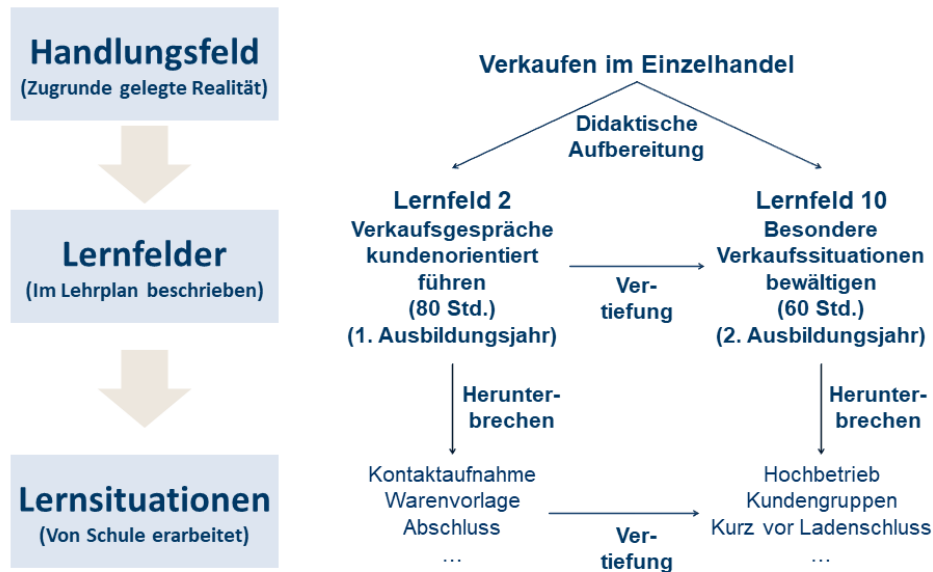 Handlungsfeld
(Zugrunde gelegte Realität)
Verkaufen im Einzelhandel
Didaktische
Aufbereitung
Lernfelder
(Im Lehrplan beschrieben)
Lernfeld 2
Verkaufsgespräche
kundenorientiert
führen
(80 Std.)
(1. Ausbildungsjahr)
Ver-
tiefung
Lernfeld 10
Besondere
Verkaufssituationen
bewältigen
(60 Std.)
(2. Ausbildungsjahr)
Herunter-
brechen
Herunter-
brechen
Lernsituationen
(Von Schule erarbeitet)
Kontaktaufnahme
Warenvorlage
Abschluss
…
Ver-
tiefung
Hochbetrieb
Kundengruppen
Kurz vor Ladenschluss
…